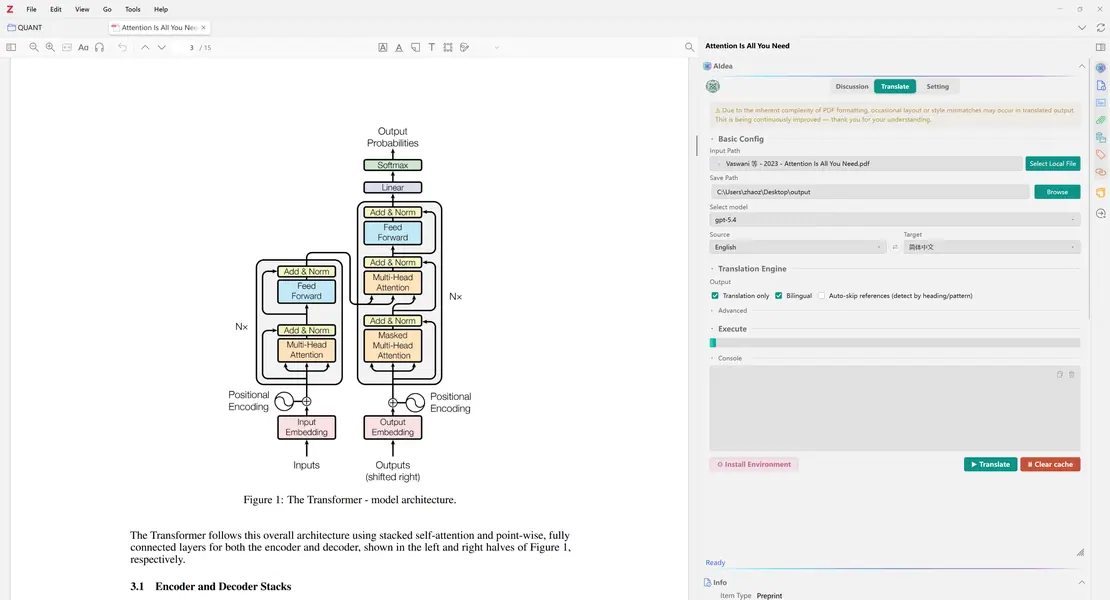 Z File Edit View Go Tools Help
QUANT
Attention Is All You Nee
3 / 15
Output
Probabilities
Softmax
Linear
Add & Norm
Feed
Forward
Add & Norm
Multi-Head
Attention
Add & Norm
Masked
Multi-Head
Attention
N×
Add & Norm
Feed
Forward
Add & Norm
Multi-Head
Attention
N×
Positional
Encoding
Positional
Encoding
Input
Embedding
Output
Embedding
Inputs
Outputs
(shifted right)
Figure 1: The Transformer - model architecture.
The Transformer follows this overall architecture using stacked self-attention and point-wise, fully
connected layers for both the encoder and decoder, shown in the left and right halves of Figure 1,
respectively.
3.1 Encoder and Decoder Stacks
Attention Is All You Need
AIdea
Discussion Translate Setting
⚠ Due to the inherent complexity of PDF formatting, occasional layout or style mismatches may occur in translated output.
This is being continuously improved — thank you for your understanding.
Basic Config
Input Path
Vaswani 等 - 2023 - Attention Is All You Need.pdf
Select Local File
Save Path
C:\Users\zhaoz\Desktop\output
Browse
Select model
gpt-5.4
Source Target
English 简体中文
Translation Engine
Output
Translation only Bilingual Auto-skip references (detect by heading/pattern)
Advanced
Execute
Console
Install Environment
Translate Clear cache
Ready
Info
Item Type Preprint